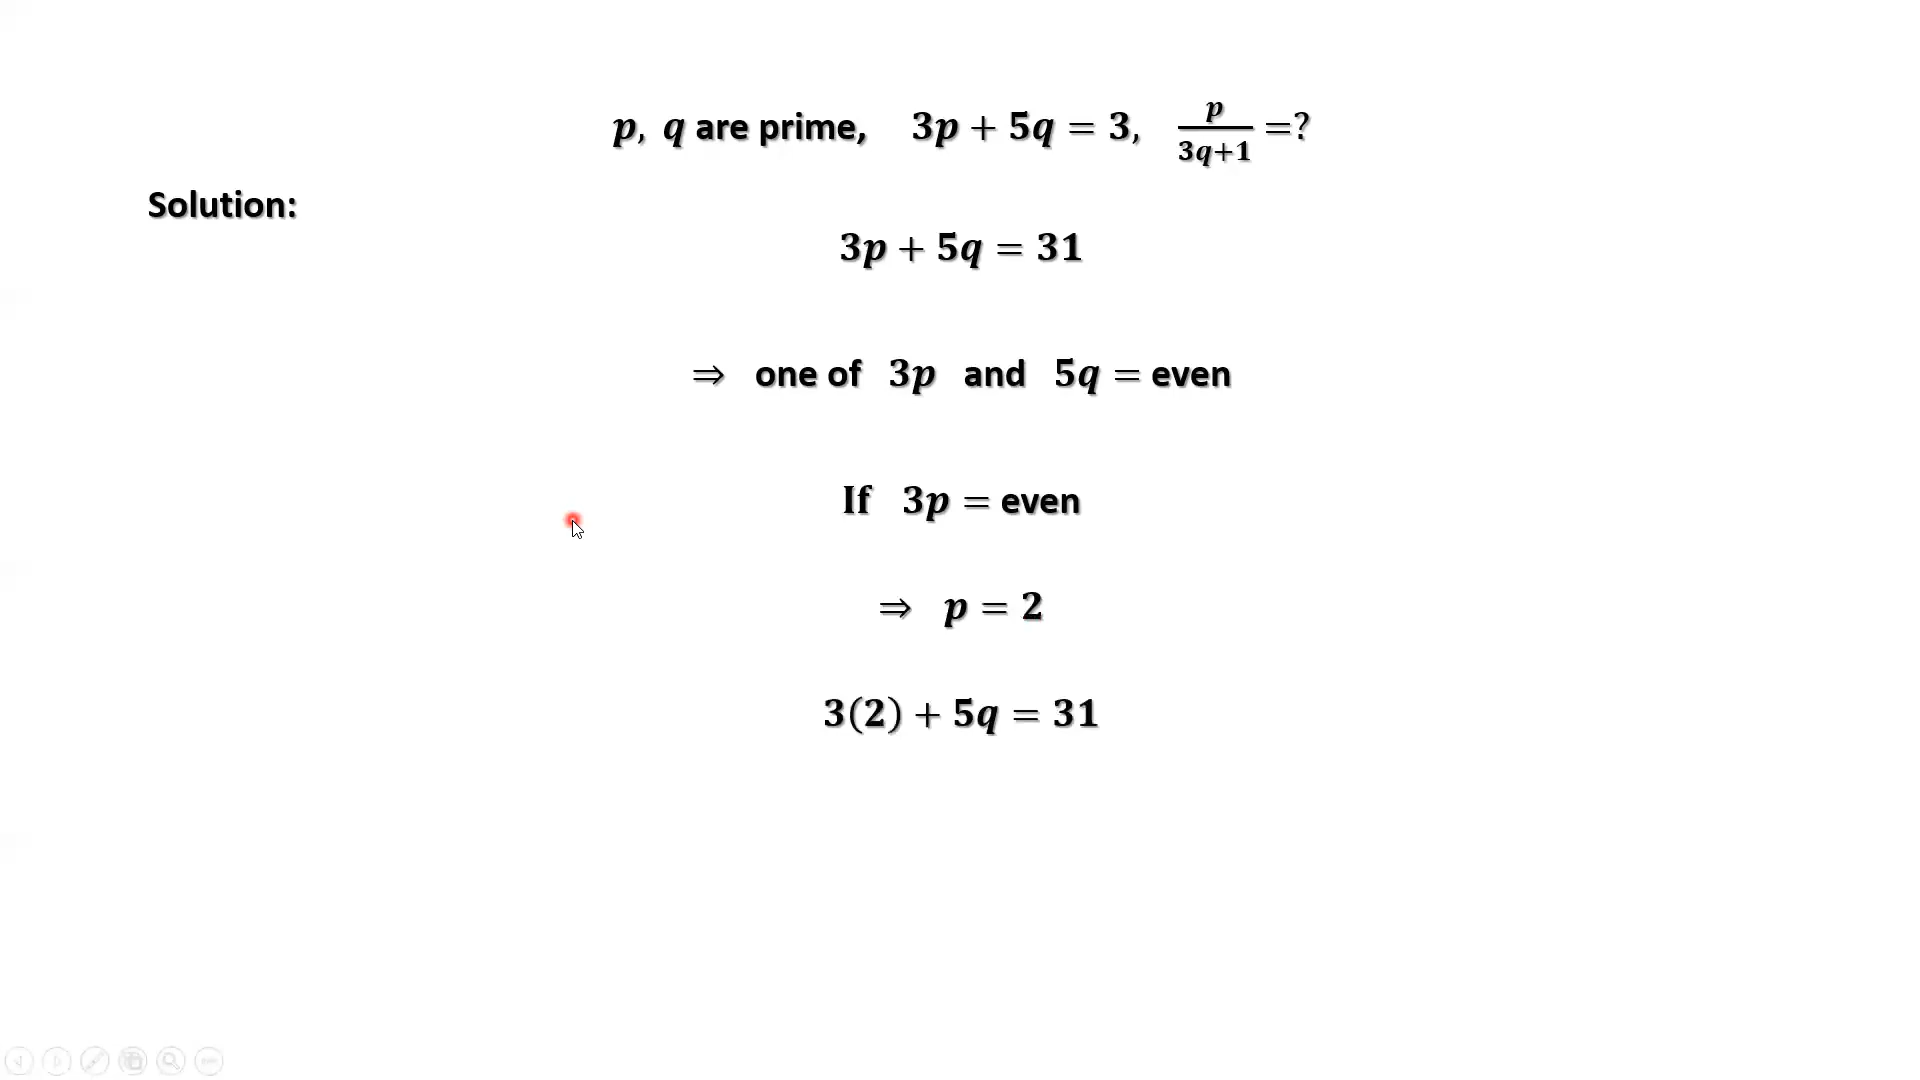 p, q are prime, 3p + 5q = 3, p/(3q+1) =?
Solution:
3p + 5q = 31
⇒ one of 3p and 5q = even
If 3p = even
⇒ p = 2
3(2) + 5q = 31